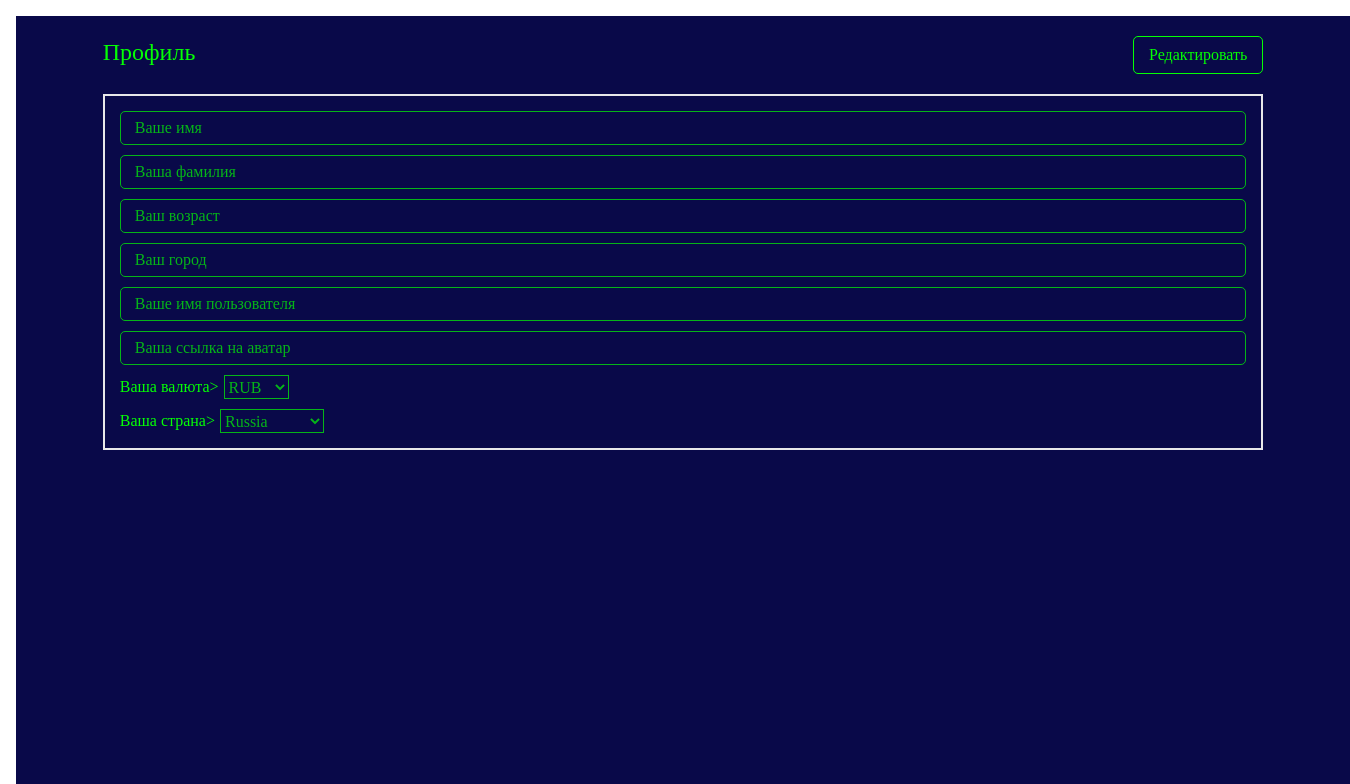 Профиль
Редактировать
Ваше имя
Ваша фамилия
Ваш возраст
Ваш город
Ваше имя пользователя
Ваша ссылка на аватар
Ваша валюта> RUB
Ваша страна> Russia